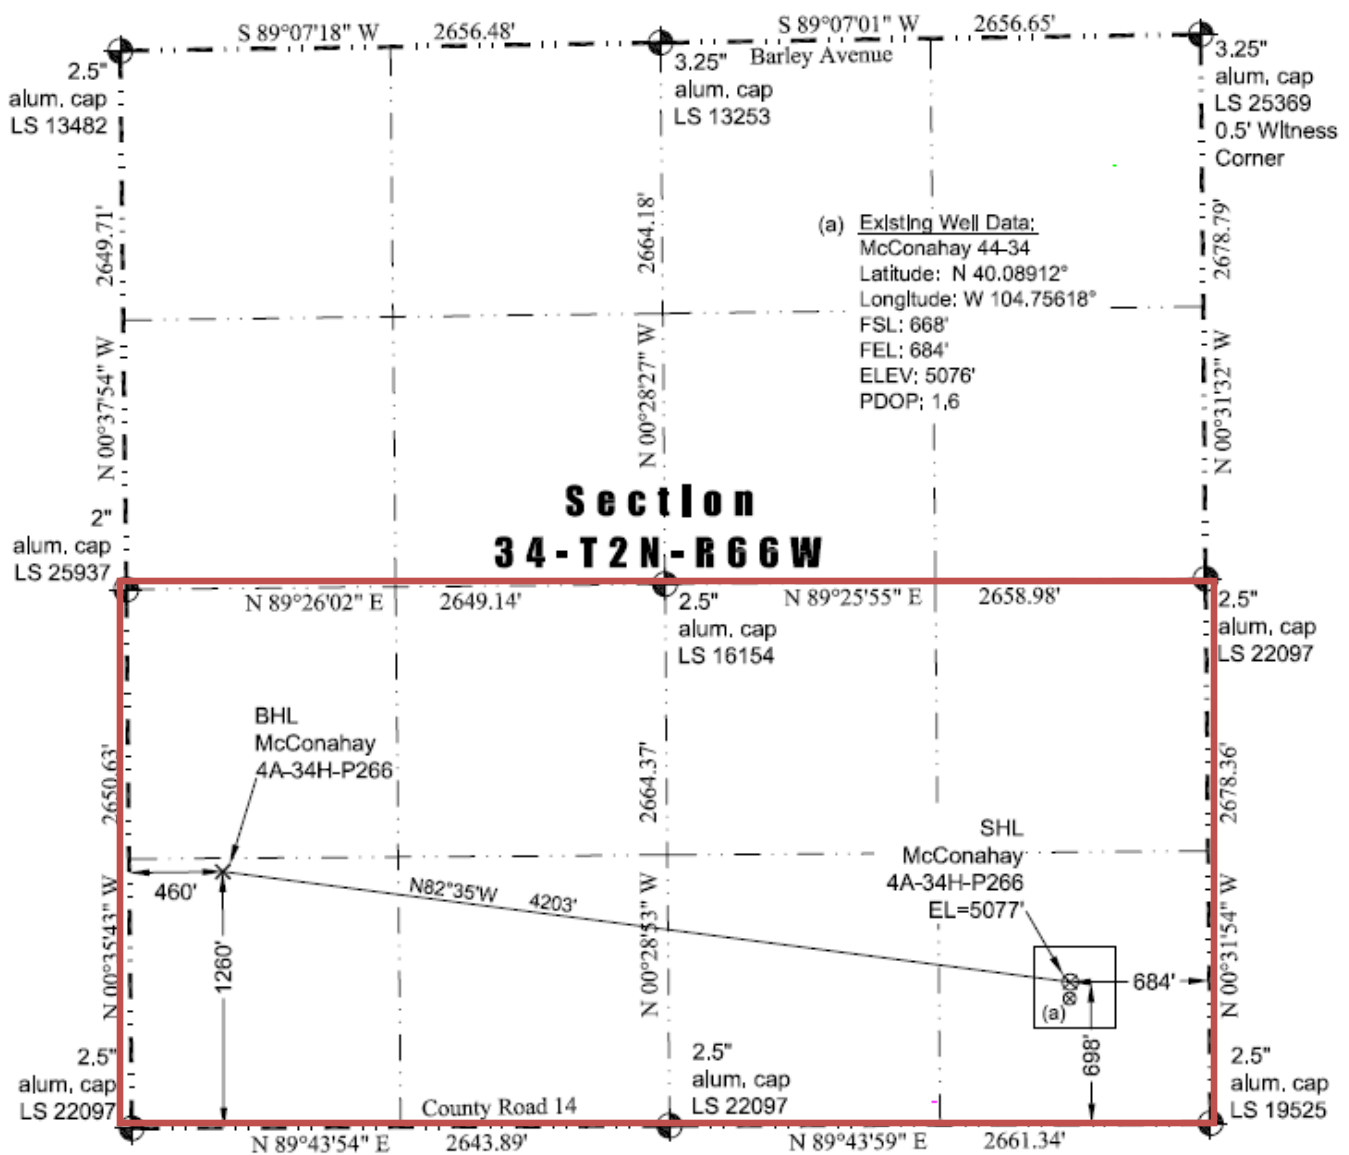 S 89°07'18" W 2656.48'
S 89°07'01" W 2656.65'
Barley Avenue
2.5"
alum. cap
LS 13482
3.25"
alum. cap
LS 13253
3.25"
alum. cap
LS 25369
0.5' Witness
Corner
2649.71'
N 00°37'54" W
2664.18'
N 00°28'27" W
2678.79'
N 00°31'32" W
(a) Existing Well Data:
McConahay 44-34
Latitude: N 40.08912°
Longitude: W 104.75618°
FSL: 668'
FEL: 684'
ELEV: 5076'
PDOP: 1.6
Section
34-T2N-R66W
2"
alum. cap
LS 25937
N 89°26'02" E 2649.14'
2.5"
alum. cap
LS 16154
N 89°25'55" E 2658.98'
2.5"
alum. cap
LS 22097
BHL
McConahay
4A-34H-P266
2650.63'
N 00°35'43" W
2664.37'
N 00°28'53" W
2678.36'
N 00°31'54" W
SHL
McConahay
4A-34H-P266
EL=5077'
460'
N82°35'W 4203'
1260'
684'
(a)
698'
2.5"
alum. cap
LS 22097
2.5"
alum. cap
LS 22097
2.5"
alum. cap
LS 19525
County Road 14
N 89°43'54" E 2643.89'
N 89°43'59" E 2661.34'